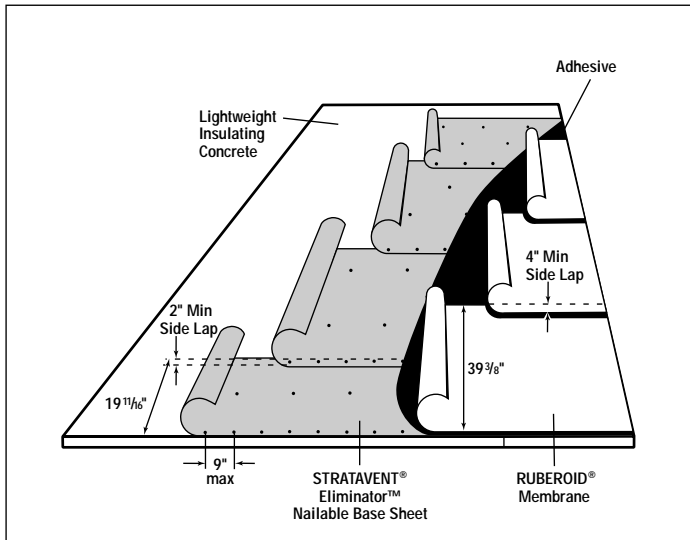 Adhesive
Lightweight
Insulating
Concrete
4" Min
Side Lap
2" Min
Side Lap
39 3/8"
19 11/16"
9"
max
STRATAVENT®
Eliminator™
Nailable Base Sheet
RUBEROID®
Membrane